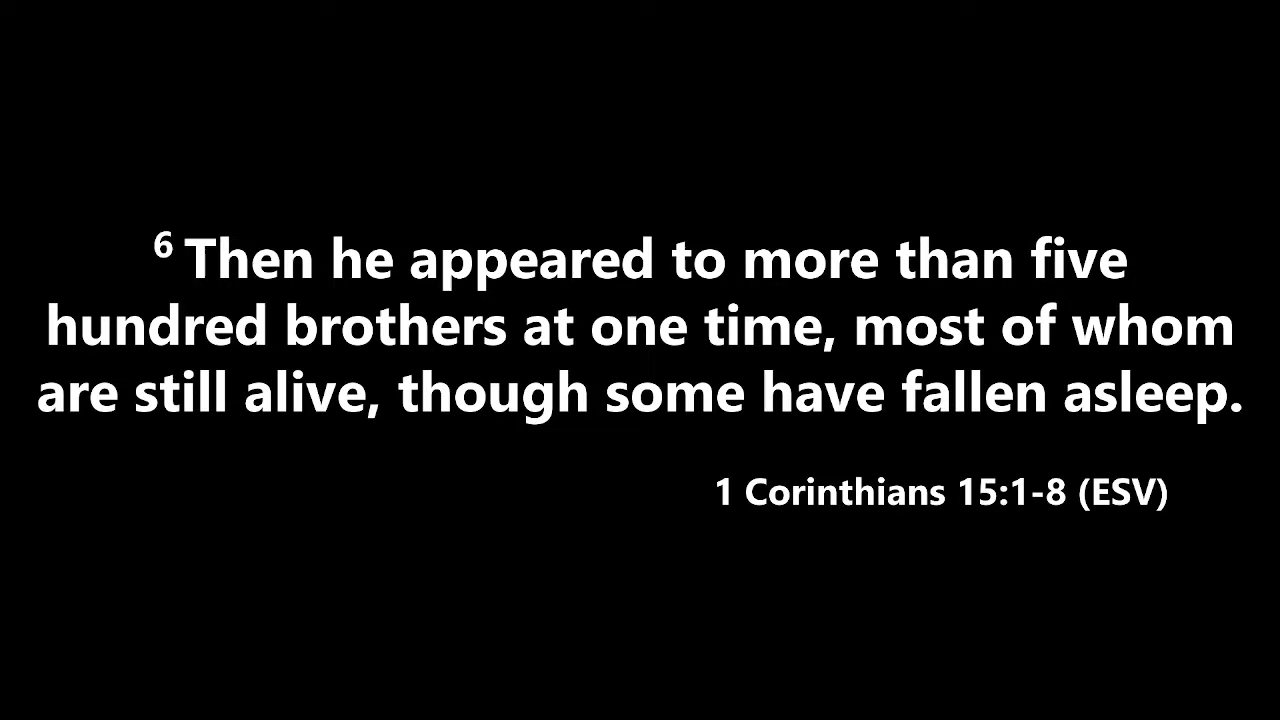 6 Then he appeared to more than five
hundred brothers at one time, most of whom
are still alive, though some have fallen asleep.
1 Corinthians 15:1-8 (ESV)